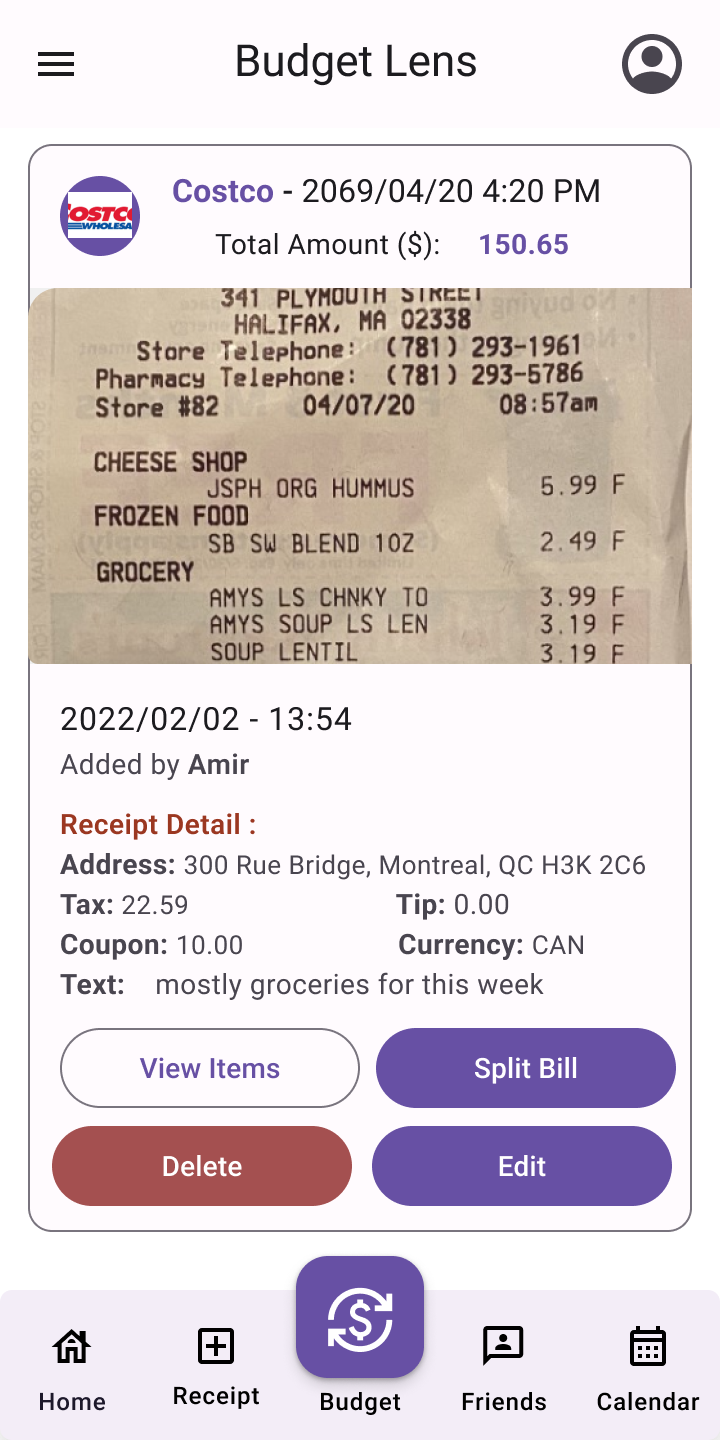 Budget Lens
OSTC
WHOLESA
Costco - 2069/04/20 4:20 PM
Total Amount ($): 150.65
341 PLYMOUTH STREET
HALIFAX, MA 02338
Store Telephone: (781) 293-1961
Pharmacy Telephone: (781) 293-5786
Store #82 04/07/20 08:57am
CHEESE SHOP
JSPH ORG HUMMUS 5.99 F
FROZEN FOOD
SB SW BLEND 10Z 2.49 F
GROCERY
AMYS LS CHNKY TO 3.99 F
AMYS SOUP LS LEN 3.19 F
SOUP LENTIL 3.19 F
2022/02/02 - 13:54
Added by Amir
Receipt Detail :
Address: 300 Rue Bridge, Montreal, QC H3K 2C6
Tax: 22.59 Tip: 0.00
Coupon: 10.00 Currency: CAN
Text: mostly groceries for this week
View Items Split Bill
Delete Edit
Home Receipt Budget Friends Calendar